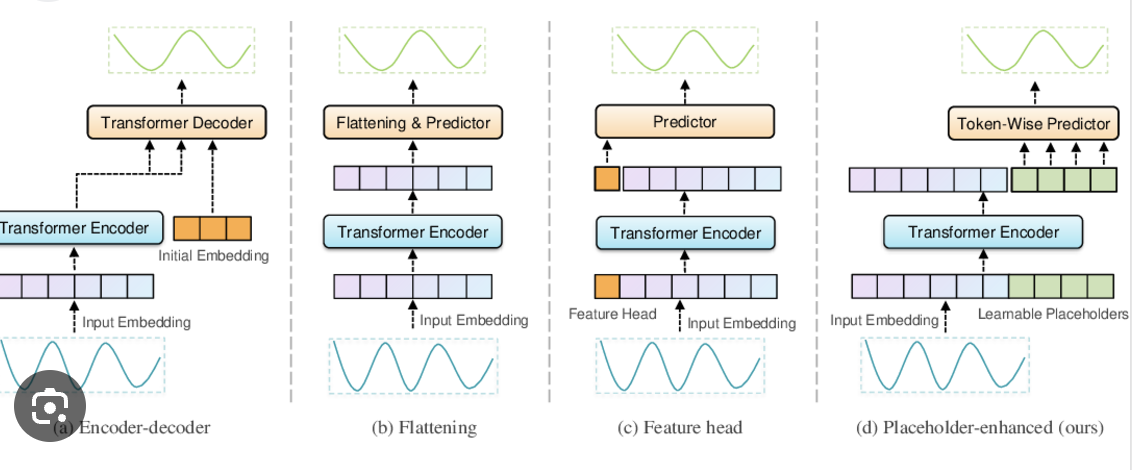 Transformer Decoder
Transformer Encoder
Initial Embedding
Input Embedding
(a) Encoder-decoder
Flattening & Predictor
Transformer Encoder
Input Embedding
(b) Flattening
Predictor
Transformer Encoder
Feature Head
Input Embedding
(c) Feature head
Token-Wise Predictor
Transformer Encoder
Input Embedding
Learnable Placeholders
(d) Placeholder-enhanced (ours)